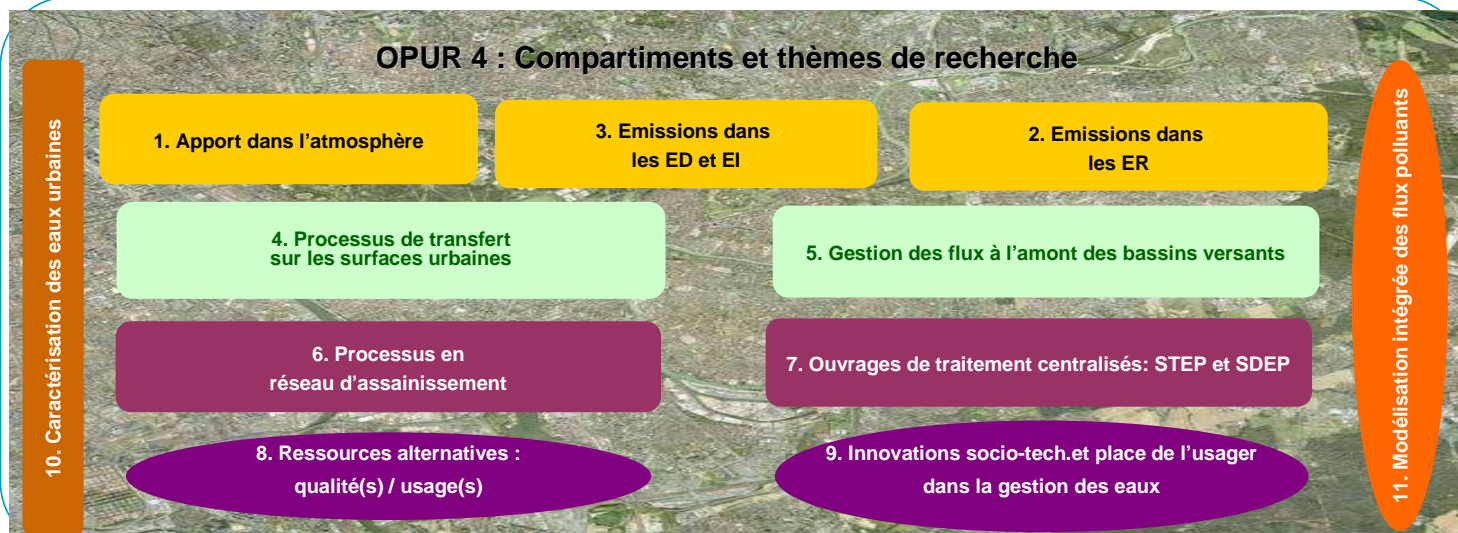 OPUR 4 : Compartiments et thèmes de recherche
10. Caractérisation des eaux urbaines
1. Apport dans l’atmosphère
3. Emissions dans
les ED et EI
2. Emissions dans
les ER
4. Processus de transfert
sur les surfaces urbaines
5. Gestion des flux à l’amont des bassins versants
6. Processus en
réseau d’assainissement
7. Ouvrages de traitement centralisés: STEP et SDEP
8. Ressources alternatives :
qualité(s) / usage(s)
9. Innovations socio-tech.et place de l’usager
dans la gestion des eaux
11. Modélisation intégrée des flux polluants